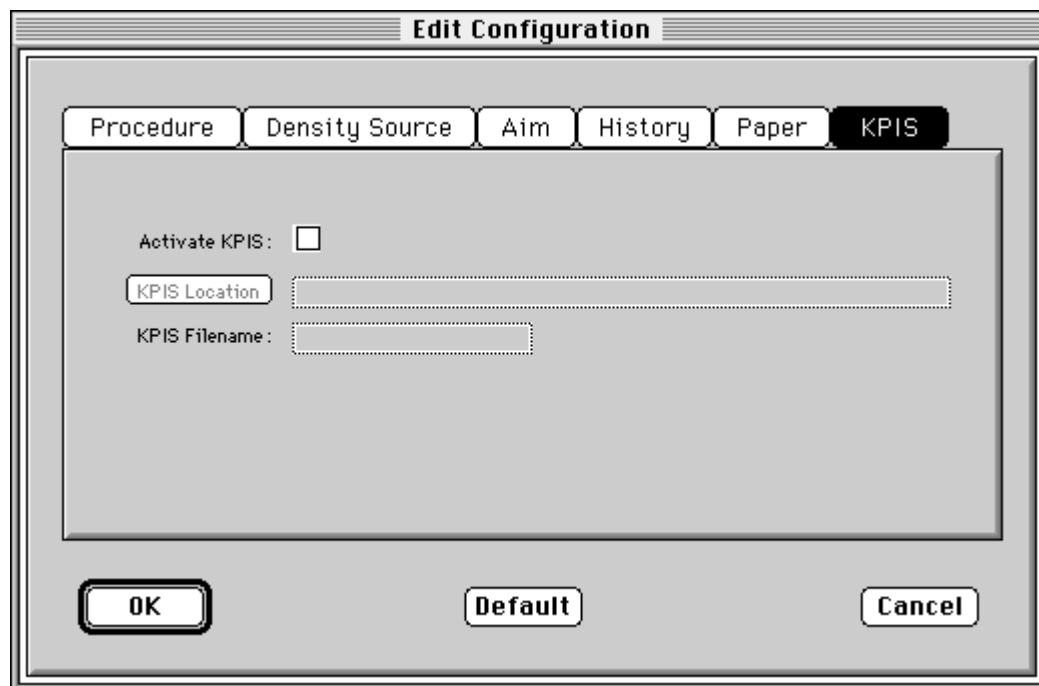 Edit Configuration
Procedure Density Source Aim History Paper KPIS
Activate KPIS:
KPIS Location
KPIS Filename:
OK Default Cancel